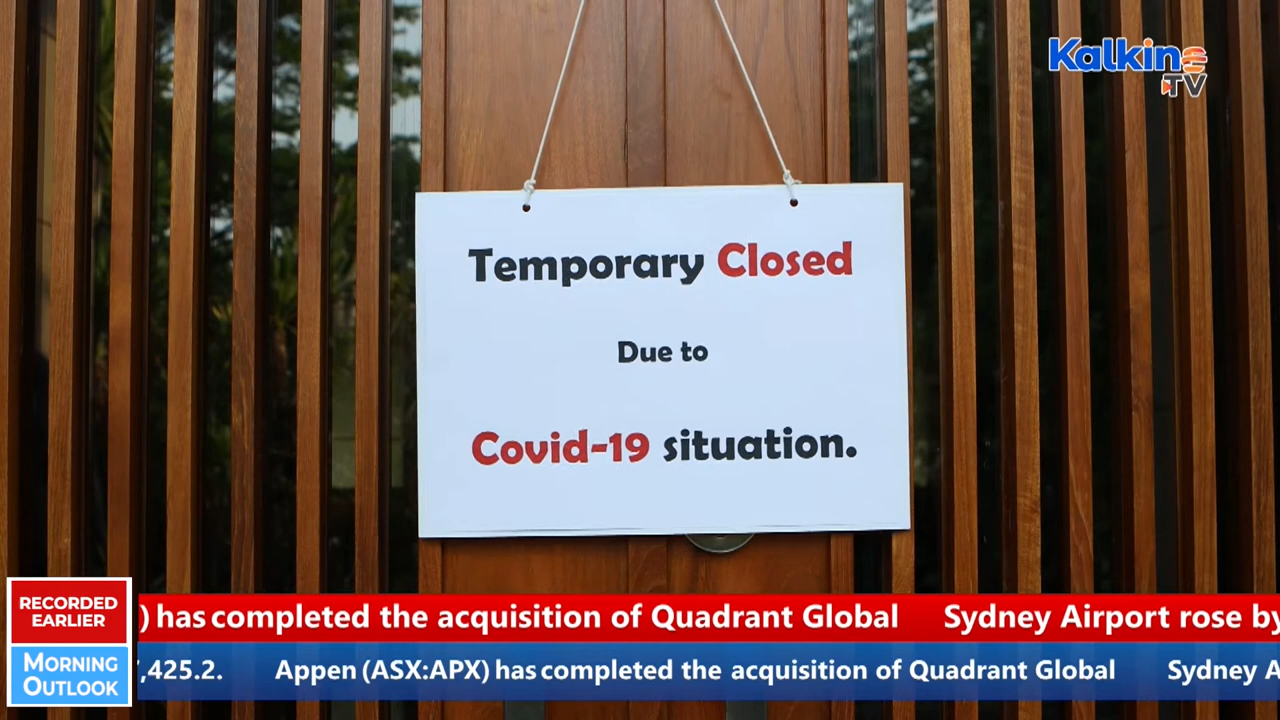 Kalkine
TV
Temporary Closed
Due to
Covid-19 situation.
RECORDED
EARLIER
) has completed the acquisition of Quadrant Global Sydney Airport rose by
MORNING
OUTLOOK
,425.2. Appen (ASX:APX) has completed the acquisition of Quadrant Global Sydney A